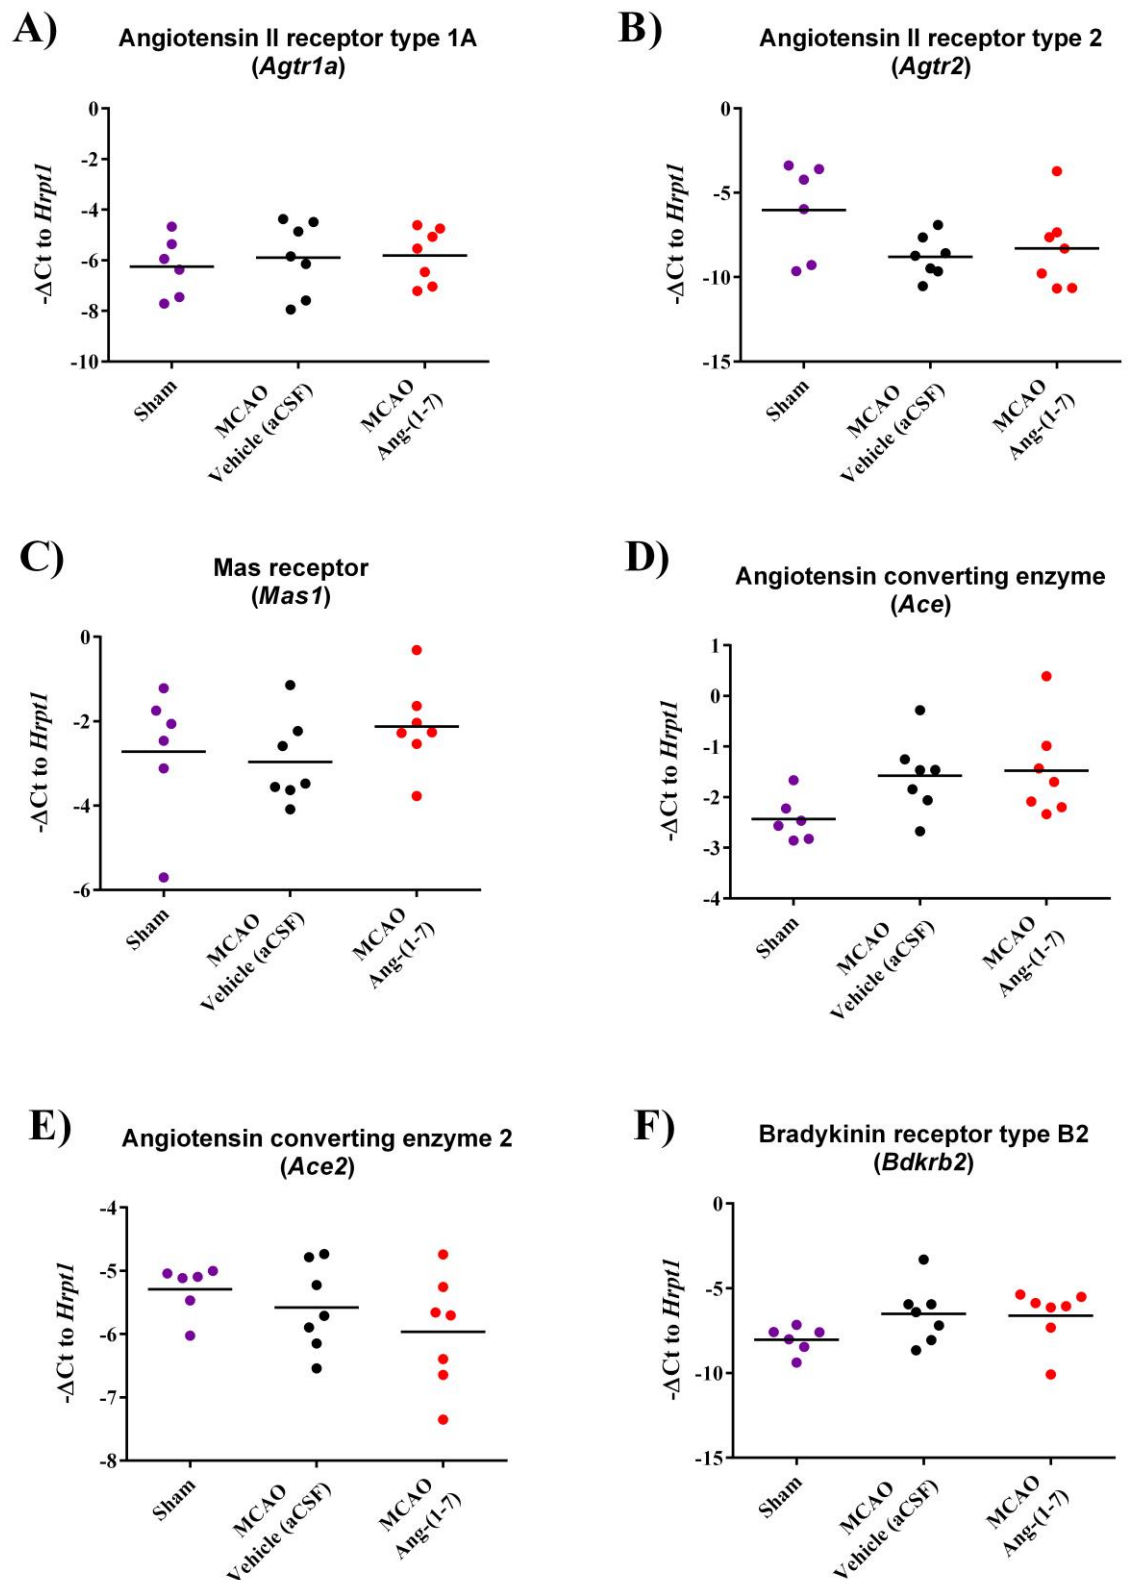 A)
Angiotensin II receptor type 1A
(Agtr1a)
-ΔCt to Hrpt1
0
-2
-4
-6
-8
-10
Sham
MCAO
Vehicle (aCSF)
MCAO
Ang-(1-7)
B)
Angiotensin II receptor type 2
(Agtr2)
-ΔCt to Hrpt1
0
-5
-10
-15
Sham
MCAO
Vehicle (aCSF)
MCAO
Ang-(1-7)
C)
Mas receptor
(Mas1)
-ΔCt to Hrpt1
0
-2
-4
-6
Sham
MCAO
Vehicle (aCSF)
MCAO
Ang-(1-7)
D)
Angiotensin converting enzyme
(Ace)
-ΔCt to Hrpt1
1
0
-1
-2
-3
-4
Sham
MCAO
Vehicle (aCSF)
MCAO
Ang-(1-7)
E)
Angiotensin converting enzyme 2
(Ace2)
-ΔCt to Hrpt1
-4
-5
-6
-7
-8
Sham
MCAO
Vehicle (aCSF)
MCAO
Ang-(1-7)
F)
Bradykinin receptor type B2
(Bdkrb2)
-ΔCt to Hrpt1
0
-5
-10
-15
Sham
MCAO
Vehicle (aCSF)
MCAO
Ang-(1-7)